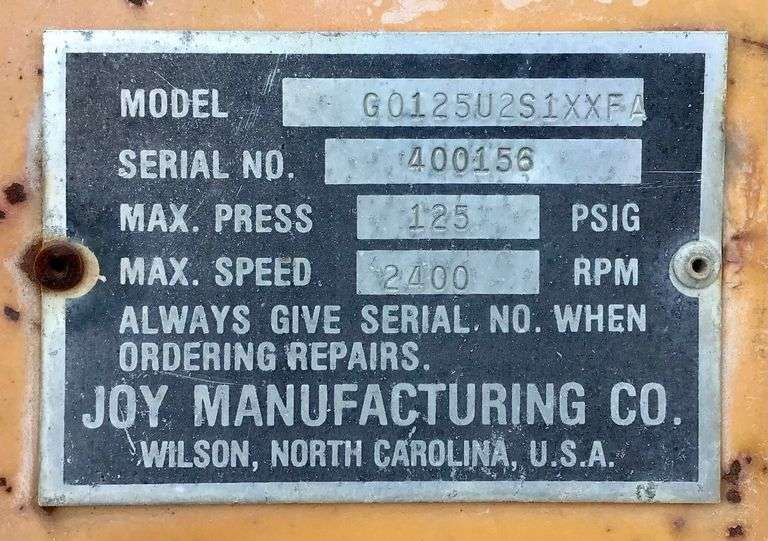 MODEL G0125U2S1XXFA
SERIAL NO. 400156
MAX. PRESS 125 PSIG
MAX. SPEED 2400 RPM
ALWAYS GIVE SERIAL NO. WHEN
ORDERING REPAIRS.
JOY MANUFACTURING CO.
WILSON, NORTH CAROLINA, U.S.A.